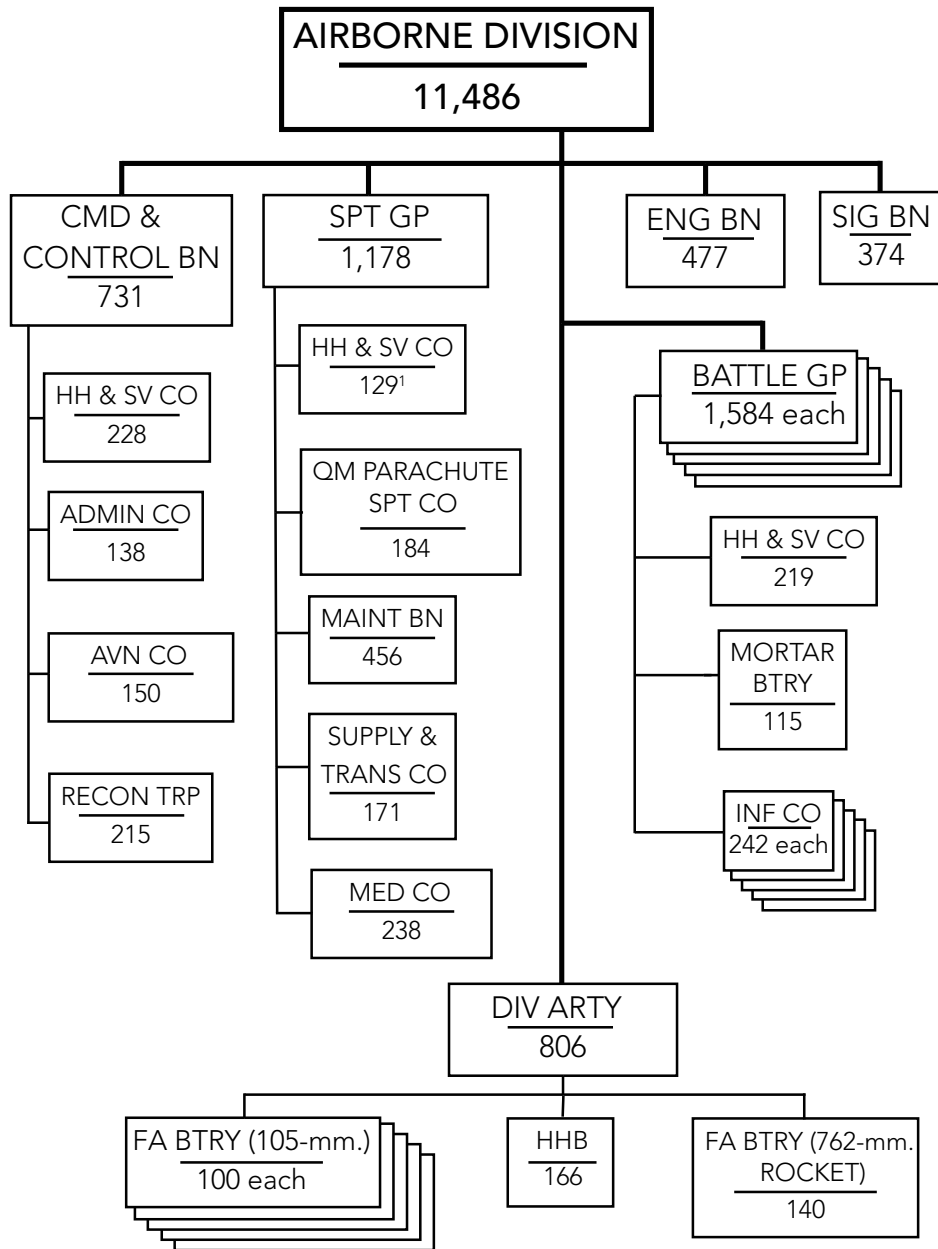 AIRBORNE DIVISION
11,486
CMD &
CONTROL BN
731
SPT GP
1,178
ENG BN
477
SIG BN
374
HH & SV CO
228
ADMIN CO
138
AVN CO
150
RECON TRP
215
HH & SV CO
129¹
QM PARACHUTE
SPT CO
184
MAINT BN
456
SUPPLY &
TRANS CO
171
MED CO
238
BATTLE GP
1,584 each
HH & SV CO
219
MORTAR
BTRY
115
INF CO
242 each
DIV ARTY
806
FA BTRY (105-mm.)
100 each
HHB
166
FA BTRY (762-mm.
ROCKET)
140